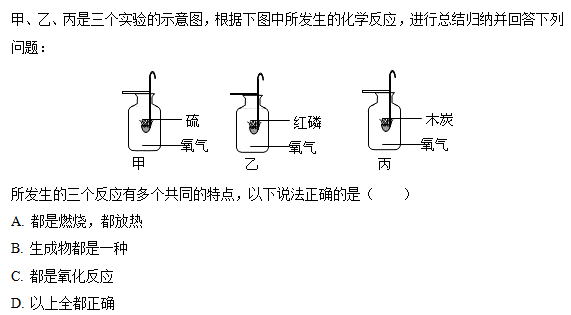 甲、乙、丙是三个实验的示意图，根据下图中所发生的化学反应，进行总结归纳并回答下列
问题：
硫
氧气
甲
红磷
氧气
乙
木炭
氧气
丙
所发生的三个反应有多个共同的特点，以下说法正确的是（ ）
A. 都是燃烧，都放热
B. 生成物都是一种
C. 都是氧化反应
D. 以上全都正确